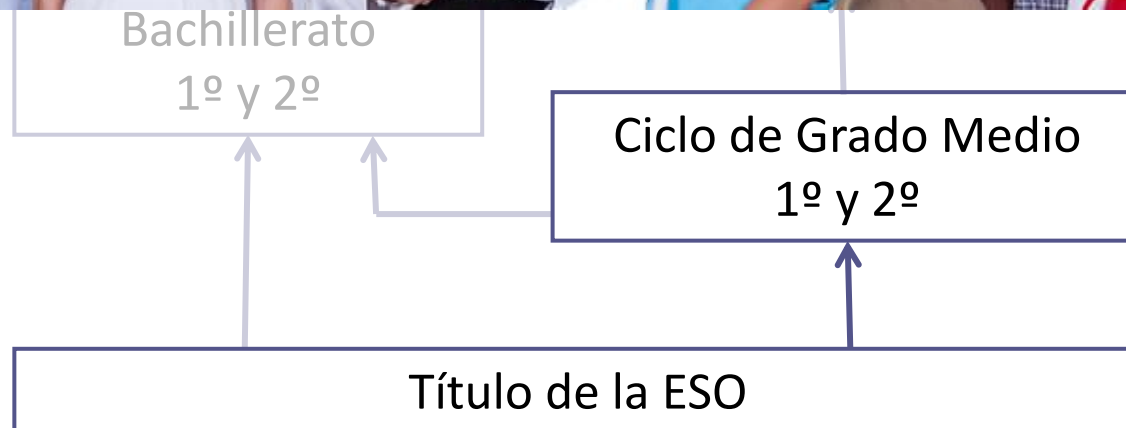 Bachillerato
1º y 2º
Ciclo de Grado Medio
1º y 2º
Título de la ESO